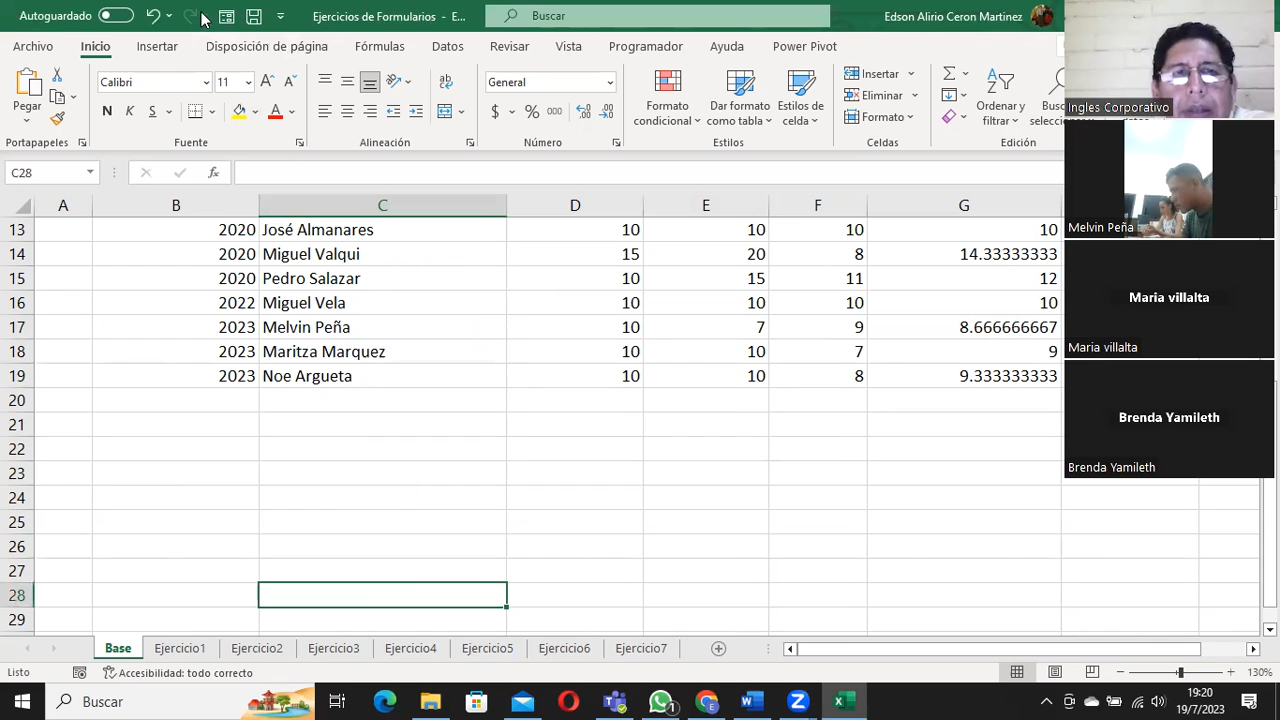 Autoguardado
Ejercicios de Formularios - E...
Buscar
Edson Alirio Ceron Martinez
Archivo Inicio Insertar Disposición de página Fórmulas Datos Revisar Vista Programador Ayuda Power Pivot
Pegar
Calibri 11
N K S
General
$ % 000
Formato condicional
Dar formato como tabla
Estilos de celda
Insertar
Eliminar
Formato
Ordenar y filtrar
Portapapeles Fuente Alineación Número Estilos Celdas Edición
C28
A B C D E F G
13 2020 José Almanares 10 10 10 10
14 2020 Miguel Valqui 15 20 8 14.33333333
15 2020 Pedro Salazar 10 15 11 12
16 2022 Miguel Vela 10 10 10 10
17 2023 Melvin Peña 10 7 9 8.666666667
18 2023 Maritza Marquez 10 10 7 9
19 2023 Noe Argueta 10 10 8 9.333333333
20
21
22
23
24
25
26
27
28
29
Base Ejercicio1 Ejercicio2 Ejercicio3 Ejercicio4 Ejercicio5 Ejercicio6 Ejercicio7
Listo Accesibilidad: todo correcto 130%
Buscar
19:20
19/7/2023
Ingles Corporativo
Melvin Peña
Maria villalta
Maria villalta
Brenda Yamileth
Brenda Yamileth